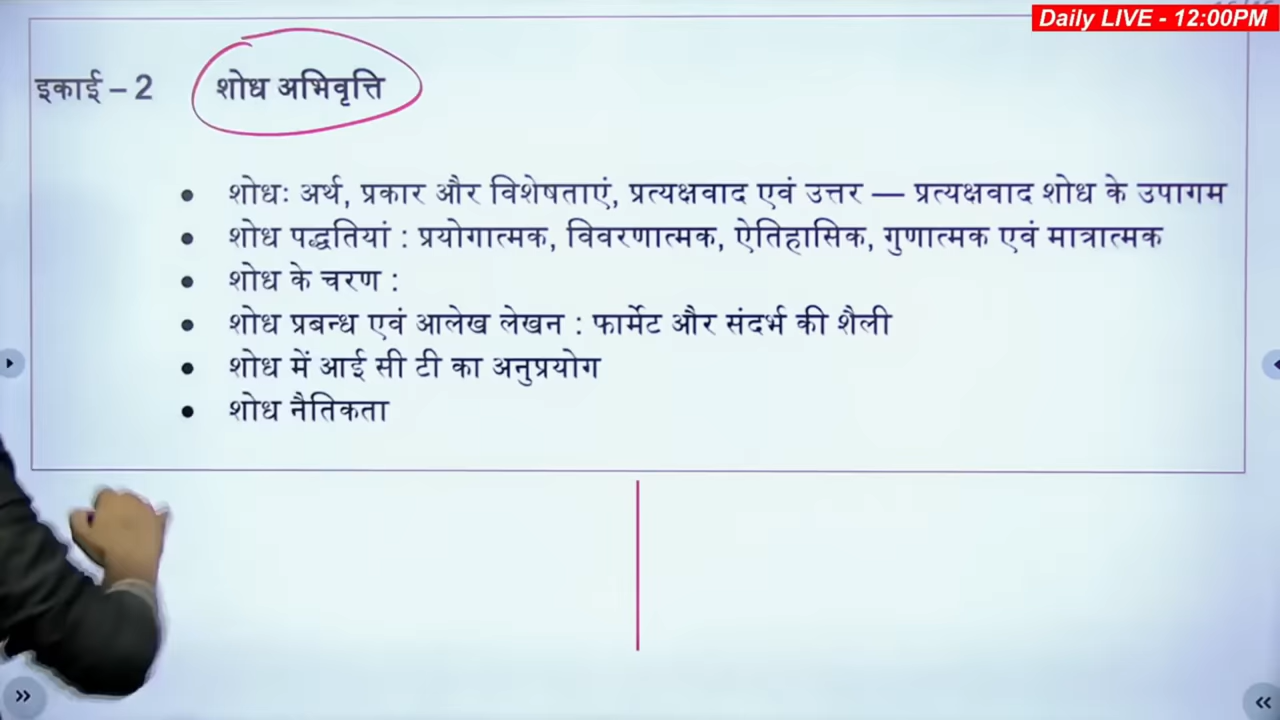 Daily LIVE - 12:00PM
इकाई – 2 शोध अभिवृत्ति
• शोधः अर्थ, प्रकार और विशेषताएं, प्रत्यक्षवाद एवं उत्तर — प्रत्यक्षवाद शोध के उपागम
• शोध पद्धतियां : प्रयोगात्मक, विवरणात्मक, ऐतिहासिक, गुणात्मक एवं मात्रात्मक
• शोध के चरण :
• शोध प्रबन्ध एवं आलेख लेखन : फार्मेट और संदर्भ की शैली
• शोध में आई सी टी का अनुप्रयोग
• शोध नैतिकता